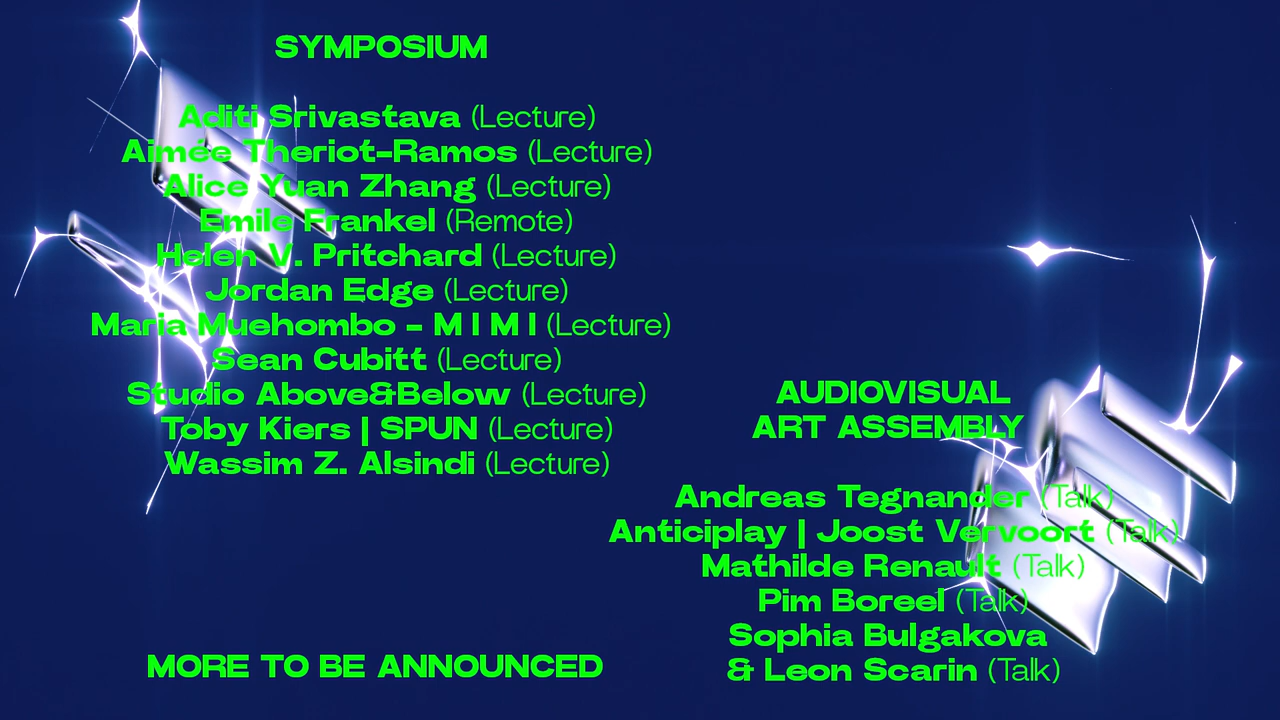 SYMPOSIUM
Aditi Srivastava (Lecture)
Aimée Theriot-Ramos (Lecture)
Alice Yuan Zhang (Lecture)
Emile Frankel (Remote)
Helen V. Pritchard (Lecture)
Jordan Edge (Lecture)
Maria Muehombo - M I M I (Lecture)
Sean Cubitt (Lecture)
Studio Above&Below (Lecture)
Toby Kiers | SPUN (Lecture)
Wassim Z. Alsindi (Lecture)
MORE TO BE ANNOUNCED
AUDIOVISUAL
ART ASSEMBLY
Andreas Tegnander (Talk)
Anticiplay | Joost Vervoort (Talk)
Mathilde Renault (Talk)
Pim Boreel (Talk)
Sophia Bulgakova
& Leon Scarin (Talk)